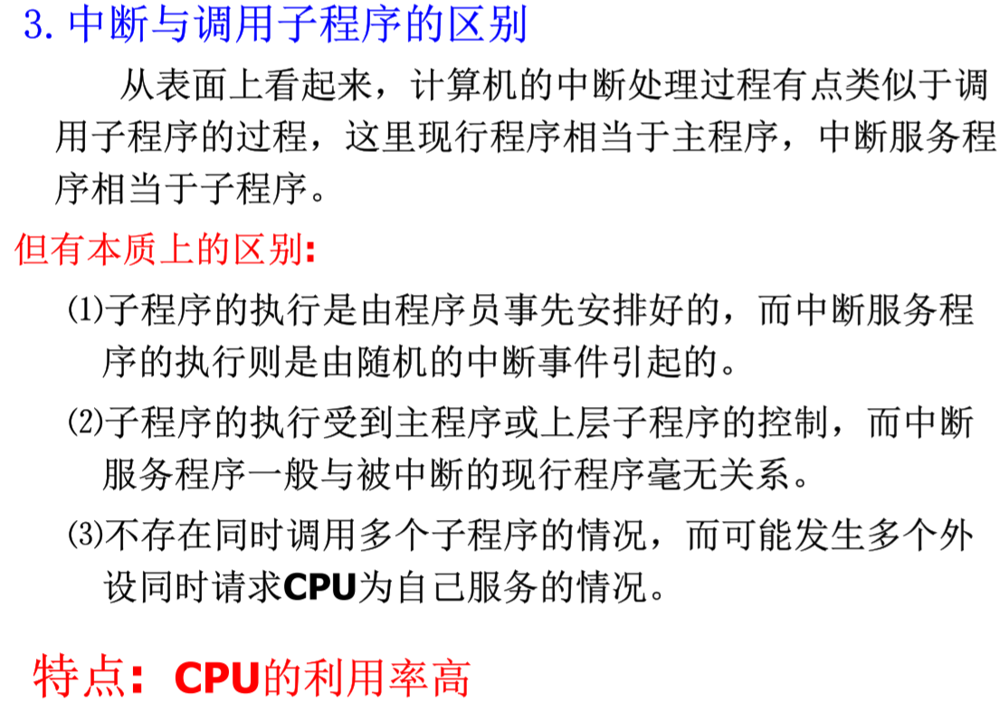 3. 中断与调用子程序的区别
从表面上看起来，计算机的中断处理过程有点类似于调
用子程序的过程，这里现行程序相当于主程序，中断服务程
序相当于子程序。
但有本质上的区别:
⑴子程序的执行是由程序员事先安排好的，而中断服务程
序的执行则是由随机的中断事件引起的。
⑵子程序的执行受到主程序或上层子程序的控制，而中断
服务程序一般与被中断的现行程序毫无关系。
⑶不存在同时调用多个子程序的情况，而可能发生多个外
设同时请求CPU为自己服务的情况。
特点: CPU的利用率高